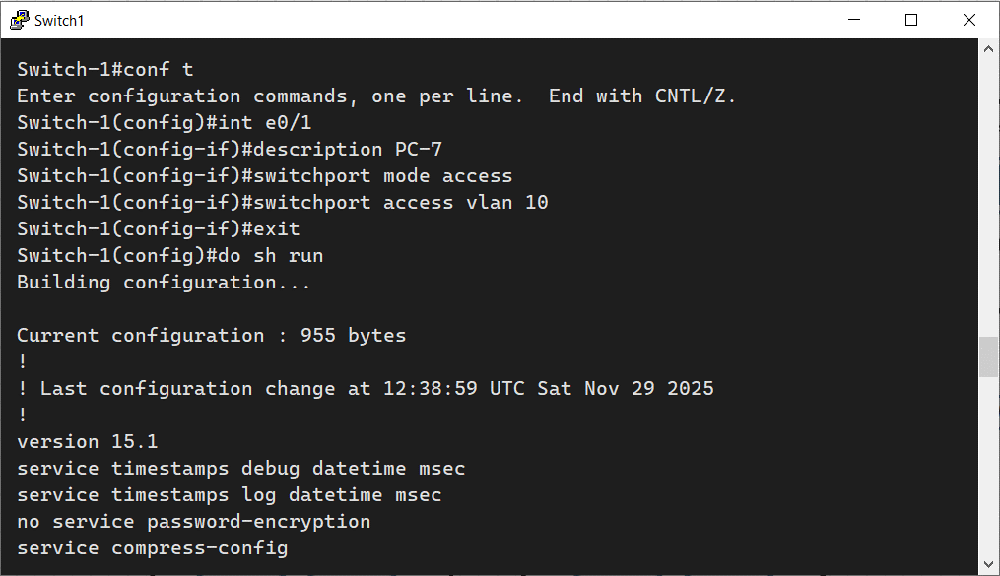 Switch1
Switch-1#conf t
Enter configuration commands, one per line.  End with CNTL/Z.
Switch-1(config)#int e0/1
Switch-1(config-if)#description PC-7
Switch-1(config-if)#switchport mode access
Switch-1(config-if)#switchport access vlan 10
Switch-1(config-if)#exit
Switch-1(config)#do sh run
Building configuration...
Current configuration : 955 bytes
!
! Last configuration change at 12:38:59 UTC Sat Nov 29 2025
!
version 15.1
service timestamps debug datetime msec
service timestamps log datetime msec
no service password-encryption
service compress-config